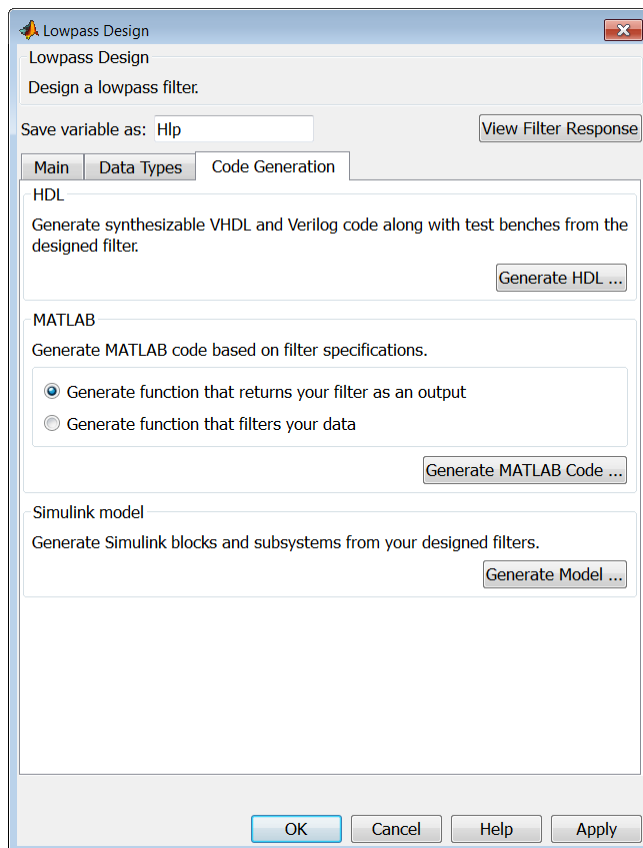 Lowpass Design
Lowpass Design
Design a lowpass filter.
Save variable as: Hlp View Filter Response
Main Data Types Code Generation
HDL
Generate synthesizable VHDL and Verilog code along with test benches from the
designed filter.
Generate HDL ...
MATLAB
Generate MATLAB code based on filter specifications.
Generate function that returns your filter as an output
Generate function that filters your data
Generate MATLAB Code ...
Simulink model
Generate Simulink blocks and subsystems from your designed filters.
Generate Model ...
OK Cancel Help Apply